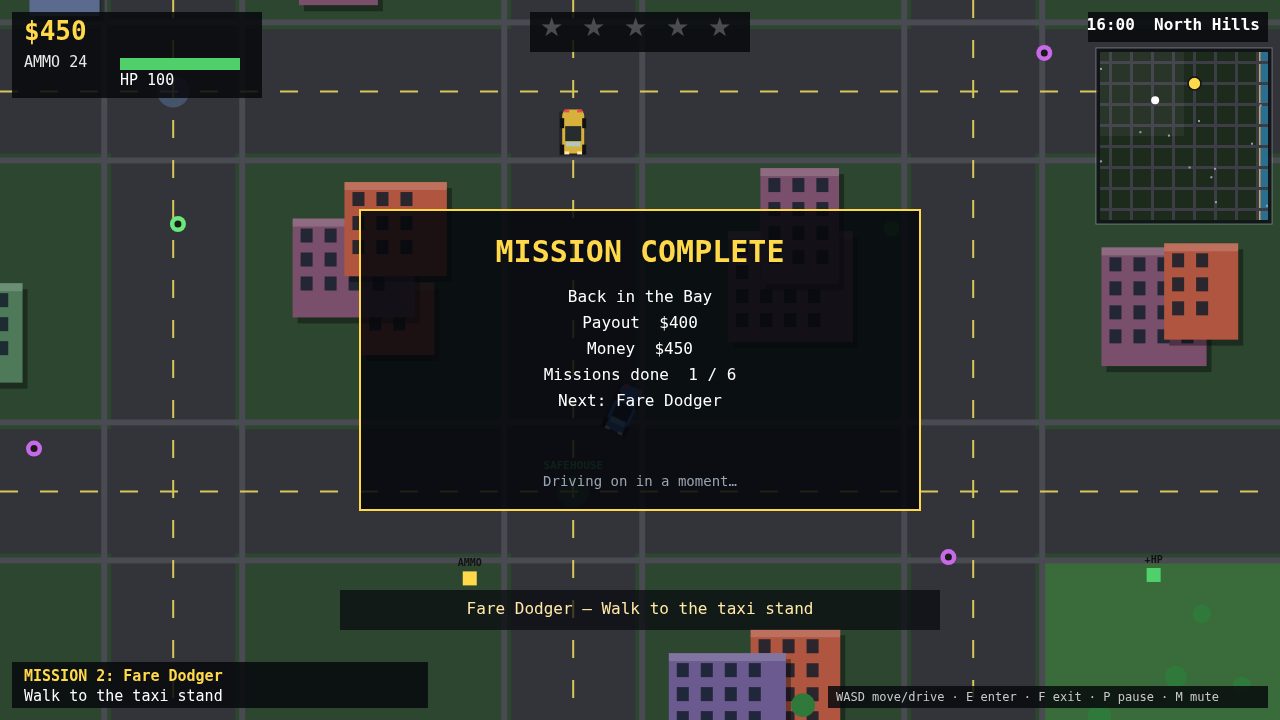 $450
AMMO 24
HP 100
16:00 North Hills
MISSION COMPLETE
Back in the Bay
Payout $400
Money $450
Missions done 1 / 6
Next: Fare Dodger
SAFEHOUSE
Driving on in a moment…
AMMO
+HP
Fare Dodger — Walk to the taxi stand
MISSION 2: Fare Dodger
Walk to the taxi stand
WASD move/drive · E enter · F exit · P pause · M mute